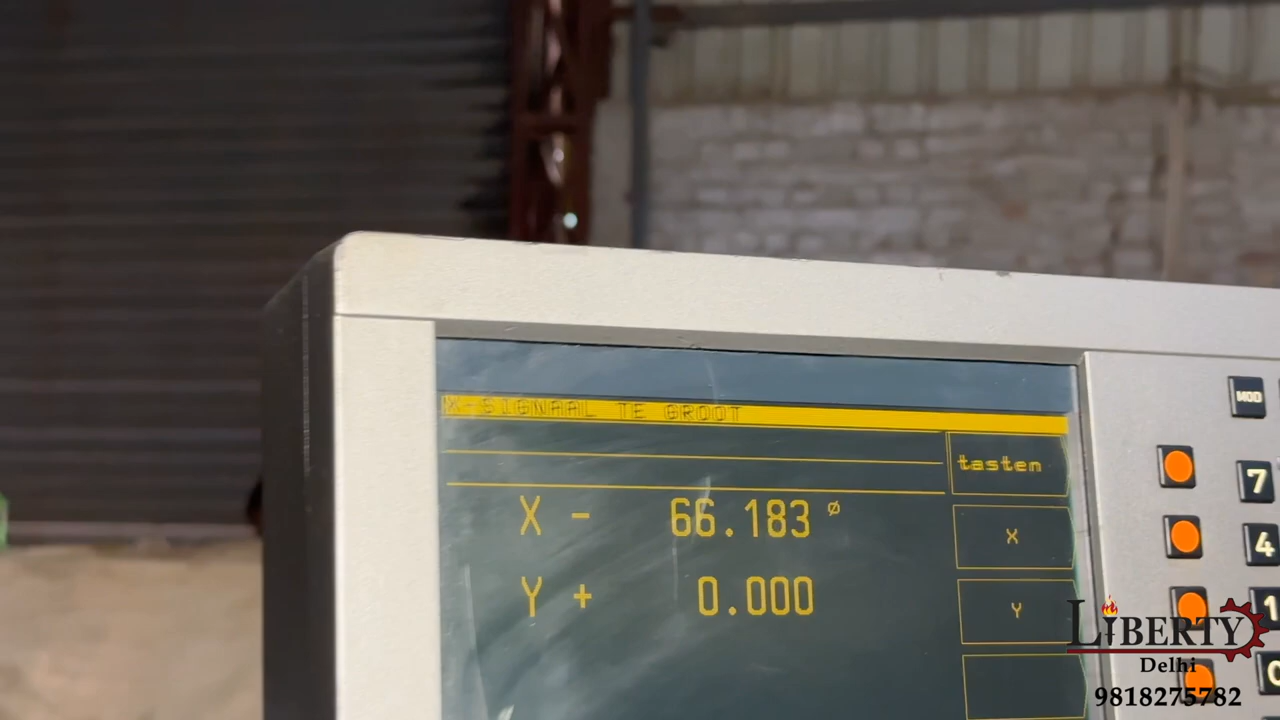 X-SIGNAAL TE GROOT
tasten
X - 66.183 ø
Y + 0.000
X
Y
MOD
7
4
1
0
LIBERTY
Delhi
9818275782